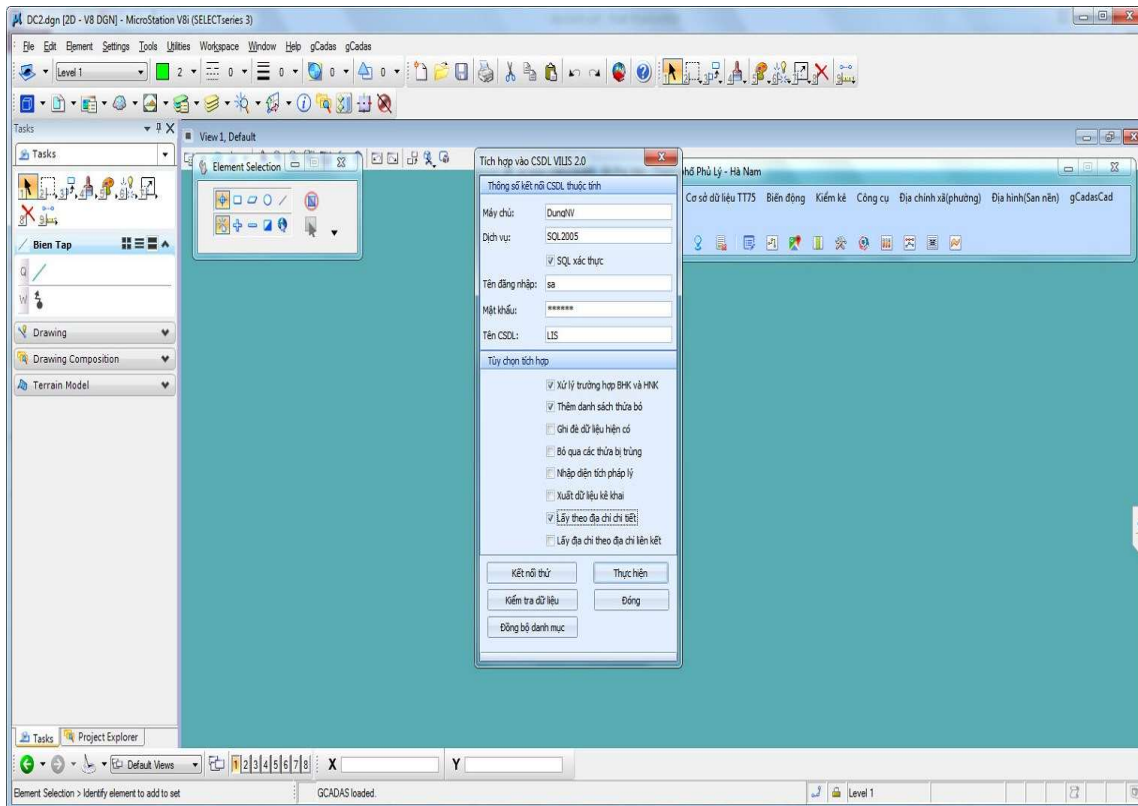 DC2.dgn [2D - V8 DGN] - MicroStation V8i (SELECTseries 3)
File Edit Element Settings Tools Utilities Workspace Window Help gCadas gCadas
Level 1 2 0 0 0 0
Tasks
View 1, Default
Tasks
Element Selection
Bien Tap
Q
W
Drawing
Drawing Composition
Terrain Model
Tích hợp vào CSDL VILIS 2.0
Thông số kết nối CSDL thuộc tính
Máy chủ: DungNV
Dịch vụ: SQL2005
SQL xác thực
Tên đăng nhập: sa
Mật khẩu: ******
Tên CSDL: LIS
Tùy chọn tích hợp
Xử lý trường hợp BHK và HNK
Thêm danh sách thửa bỏ
Ghi đè dữ liệu hiện có
Bỏ qua các thửa bị trùng
Nhập diện tích pháp lý
Xuất dữ liệu kê khai
Lấy theo địa chỉ chi tiết
Lấy địa chỉ theo địa chỉ liên kết
Kết nối thử Thực hiện
Kiểm tra dữ liệu Đóng
Đồng bộ danh mục
phố Phủ Lý - Hà Nam
Cơ sở dữ liệu TT75 Biến động Kiểm kê Công cụ Địa chính xã(phường) Địa hình(San nền) gCadasCad
Tasks Project Explorer
Default Views 1 2 3 4 5 6 7 8 X Y
Element Selection > Identify element to add to set GCADAS loaded. Level 1